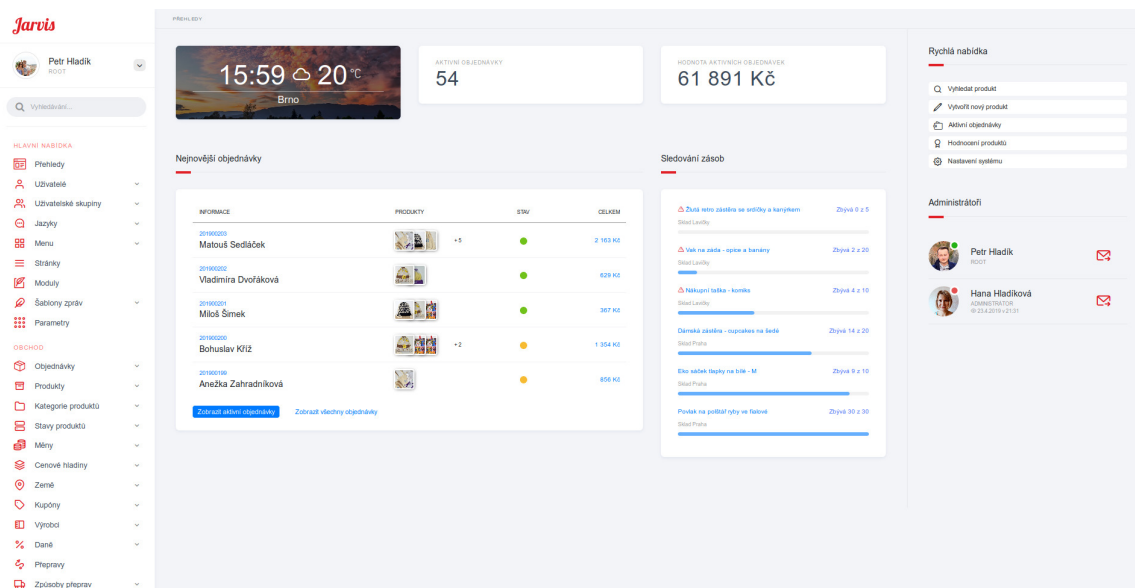 Jarvis
Petr Hladík
ROOT
Vyhledávání...
HLAVNÍ NABÍDKA
Přehledy
Uživatelé
Uživatelské skupiny
Jazyky
Menu
Stránky
Moduly
Šablony zpráv
Parametry
OBCHOD
Objednávky
Produkty
Kategorie produktů
Stavy produktů
Měny
Cenové hladiny
Země
Kupóny
Výrobci
Daně
Přepravy
Způsoby přeprav
PŘEHLEDY
15:59 20 °C
Brno
AKTIVNÍ OBJEDNÁVKY
54
HODNOTA AKTIVNÍCH OBJEDNÁVEK
61 891 Kč
Nejnovější objednávky
INFORMACE PRODUKTY STAV CELKEM
201900203
Matouš Sedláček +5 2 163 Kč
201900202
Vladimíra Dvořáková 629 Kč
201900201
Miloš Šimek 367 Kč
201900200
Bohuslav Kříž +2 1 354 Kč
201900199
Anežka Zahradníková 856 Kč
Zobrazit aktivní objednávky Zobrazit všechny objednávky
Sledování zásob
Žlutá retro zástěra se srdíčky a kanýrkem Zbývá 0 z 5
Sklad Levičky
Vak na záda - opice a banány Zbývá 2 z 20
Sklad Levičky
Nákupní taška - komiks Zbývá 4 z 10
Sklad Levičky
Dámská zástěra - cupcakes na šedé Zbývá 14 z 20
Sklad Praha
Eko sáček tlapky na bílé - M Zbývá 9 z 10
Sklad Praha
Povlak na polštář ryby ve fialové Zbývá 30 z 30
Sklad Praha
Rychlá nabídka
Vyhledat produkt
Vytvořit nový produkt
Aktivní objednávky
Hodnocení produktů
Nastavení systému
Administrátoři
Petr Hladík
ROOT
Hana Hladíková
ADMINISTRÁTOR
23.4.2019 v 21:31